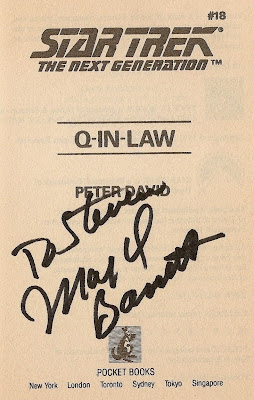 #18
STAR TREK®
THE NEXT GENERATION™
Q-IN-LAW
PETER DAVID
To Steven
Barrett
POCKET BOOKS
New York London Toronto Sydney Tokyo Singapore